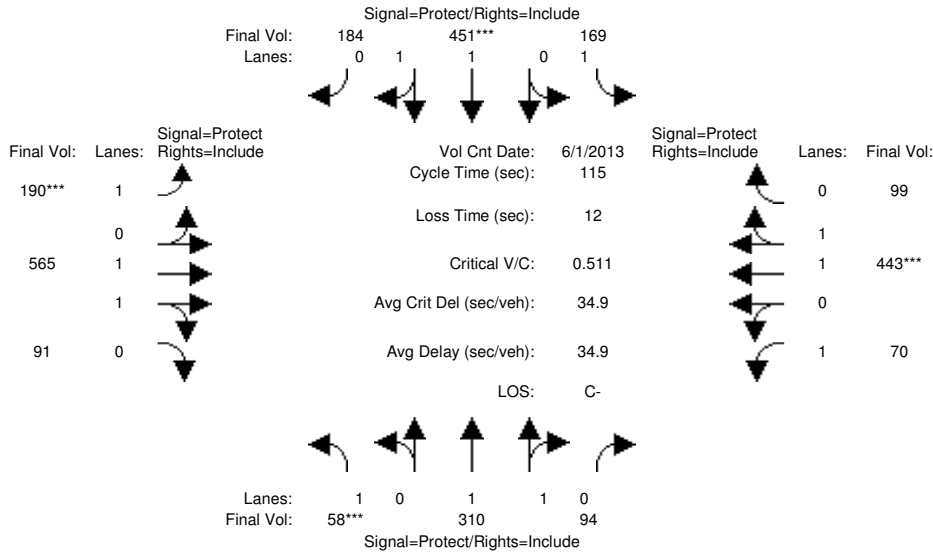 Signal=Protect/Rights=Include
Final Vol: 184 451*** 169
Lanes: 0 1 1 0 1
Signal=Protect
Final Vol: Lanes: Rights=Include
Vol Cnt Date: 6/1/2013
Signal=Protect
Rights=Include Lanes: Final Vol:
Cycle Time (sec): 115
190*** 1
0 99
Loss Time (sec): 12
0
1
565 1
Critical V/C: 0.511
1 443***
1
Avg Crit Del (sec/veh): 34.9
0
91 0
Avg Delay (sec/veh): 34.9
1 70
LOS: C-
Lanes: 1 0 1 1 0
Final Vol: 58*** 310 94
Signal=Protect/Rights=Include